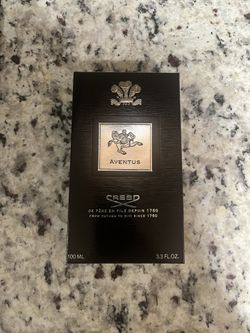 AVENTUS
CREED
DE PÈRE EN FILS DEPUIS 1760
FROM FATHER TO SON SINCE 1760
100 ML 3.3 FL.OZ.